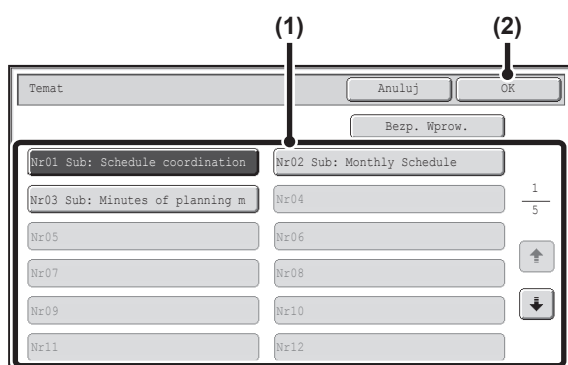 (1) (2)
Temat Anuluj OK
Bezp. Wprow.
Nr01 Sub: Schedule coordination Nr02 Sub: Monthly Schedule
Nr03 Sub: Minutes of planning m Nr04
1
5
Nr05 Nr06
Nr07 Nr08
Nr09 Nr10
Nr11 Nr12